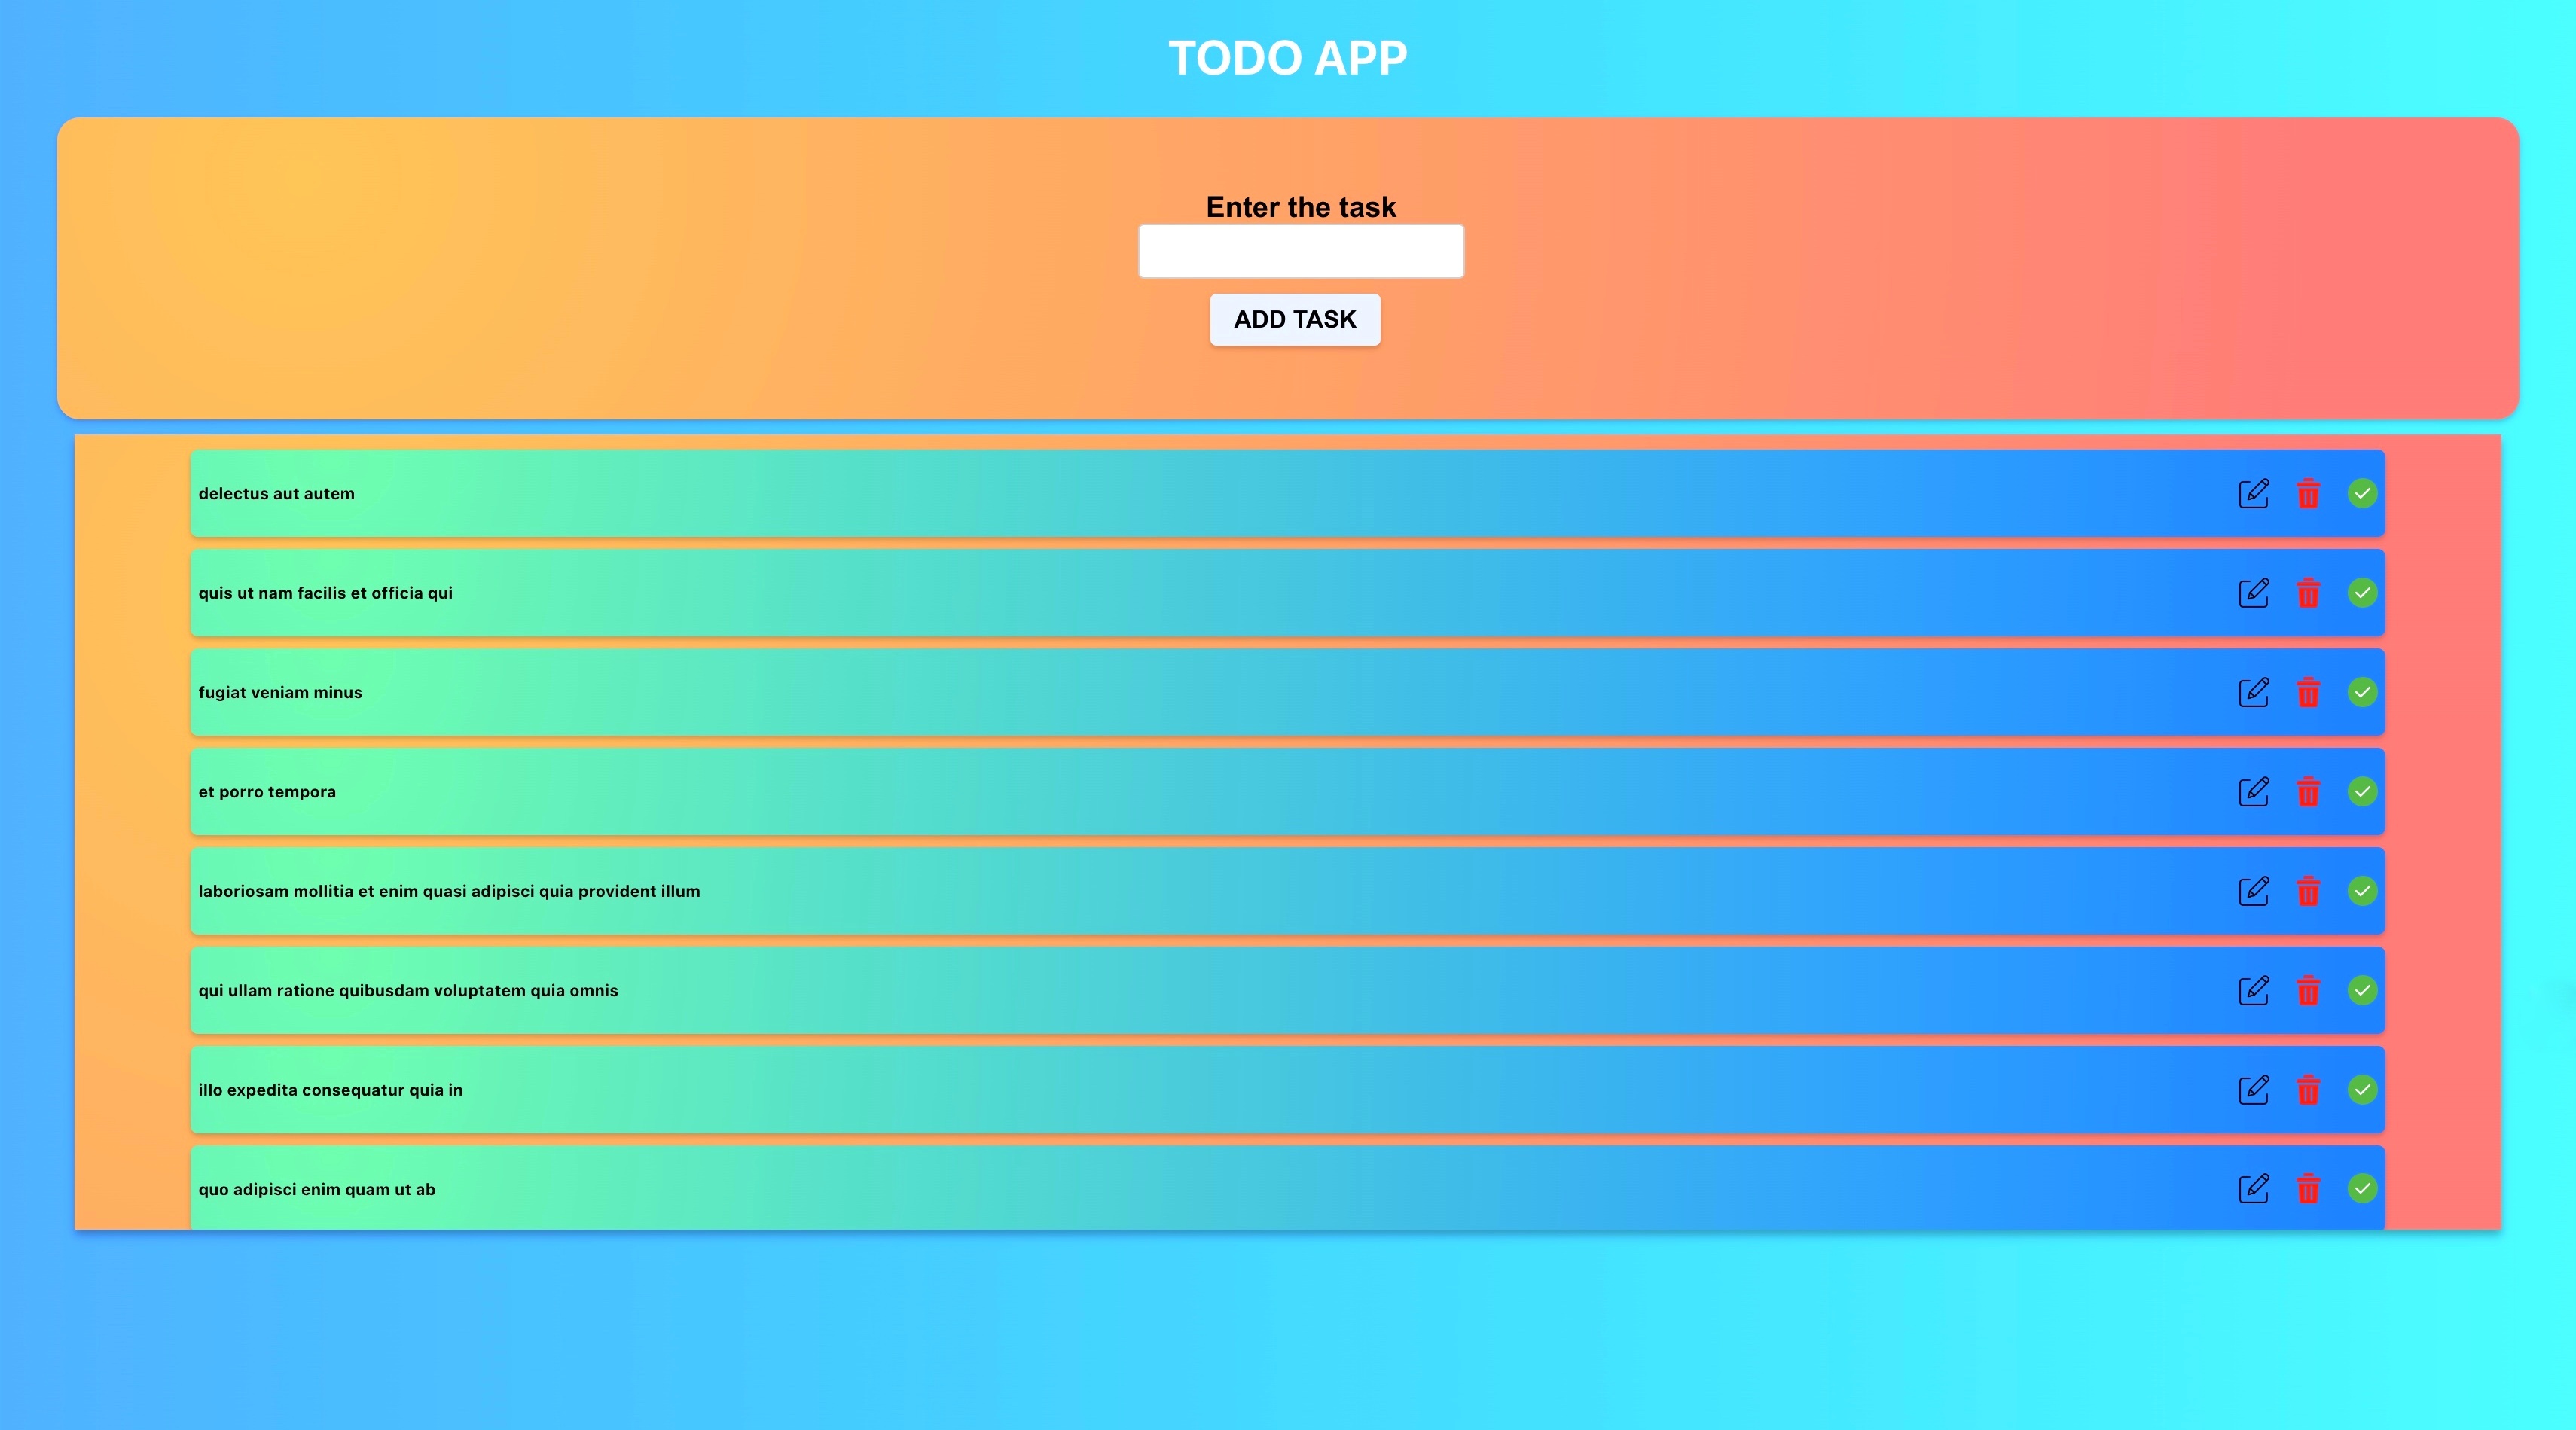 TODO APP
Enter the task
ADD TASK
delectus aut autem
quis ut nam facilis et officia qui
fugiat veniam minus
et porro tempora
laboriosam mollitia et enim quasi adipisci quia provident illum
qui ullam ratione quibusdam voluptatem quia omnis
illo expedita consequatur quia in
quo adipisci enim quam ut ab